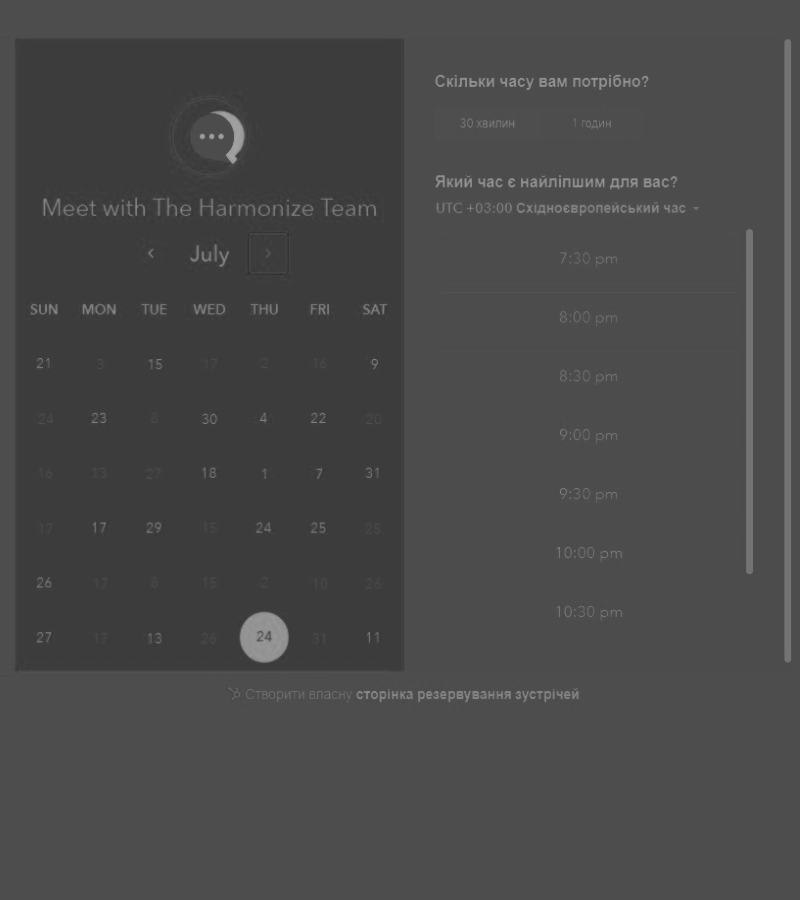 Meet with The Harmonize Team
July
SUN MON TUE WED THU FRI SAT
21 3 15 17 2 16 9
24 23 8 30 4 22 20
16 13 27 18 1 7 31
17 17 29 15 24 25 25
26 17 8 15 2 10 26
27 17 13 26 24 31 11
Скільки часу вам потрібно?
30 хвилин 1 годин
Який час є найліпшим для вас?
UTC +03:00 Східноєвропейський час
7:30 pm
8:00 pm
8:30 pm
9:00 pm
9:30 pm
10:00 pm
10:30 pm
Створити власну сторінка резервування зустрічей